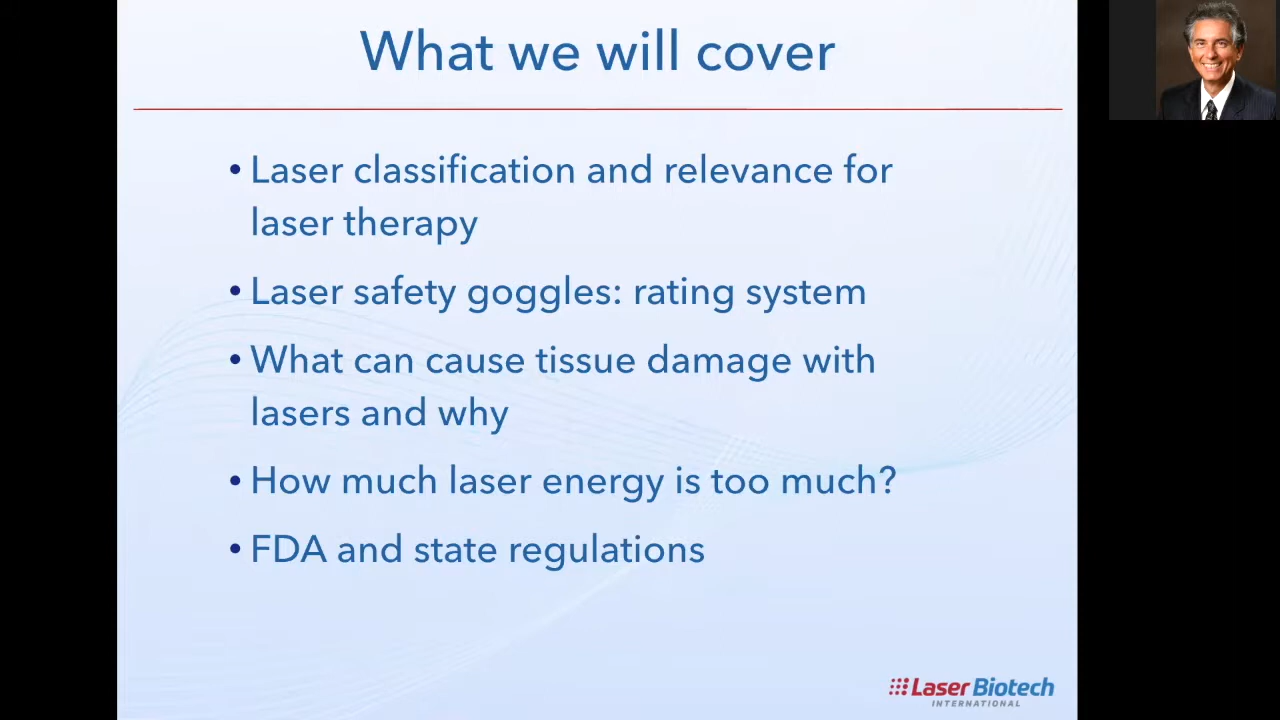 What we will cover
• Laser classification and relevance for
laser therapy
• Laser safety goggles: rating system
• What can cause tissue damage with
lasers and why
• How much laser energy is too much?
• FDA and state regulations
Laser Biotech
INTERNATIONAL